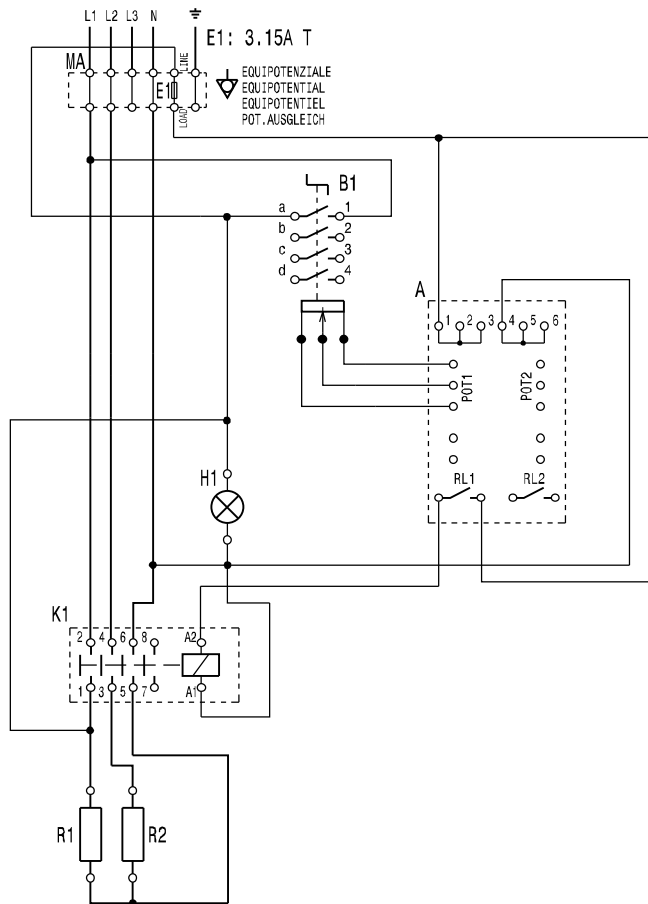 L1 L2 L3 N
E1: 3.15A T
MA
LINE
E1
LOAD
EQUIPOTENZIALE
EQUIPOTENTIAL
EQUIPOTENTIEL
POT.AUSGLEICH
B1
a 1
b 2
c 3
d 4
A
1 2 3 4 5 6
POT1 POT2
RL1 RL2
H1
K1
2 4 6 8 A2
1 3 5 7 A1
R1 R2